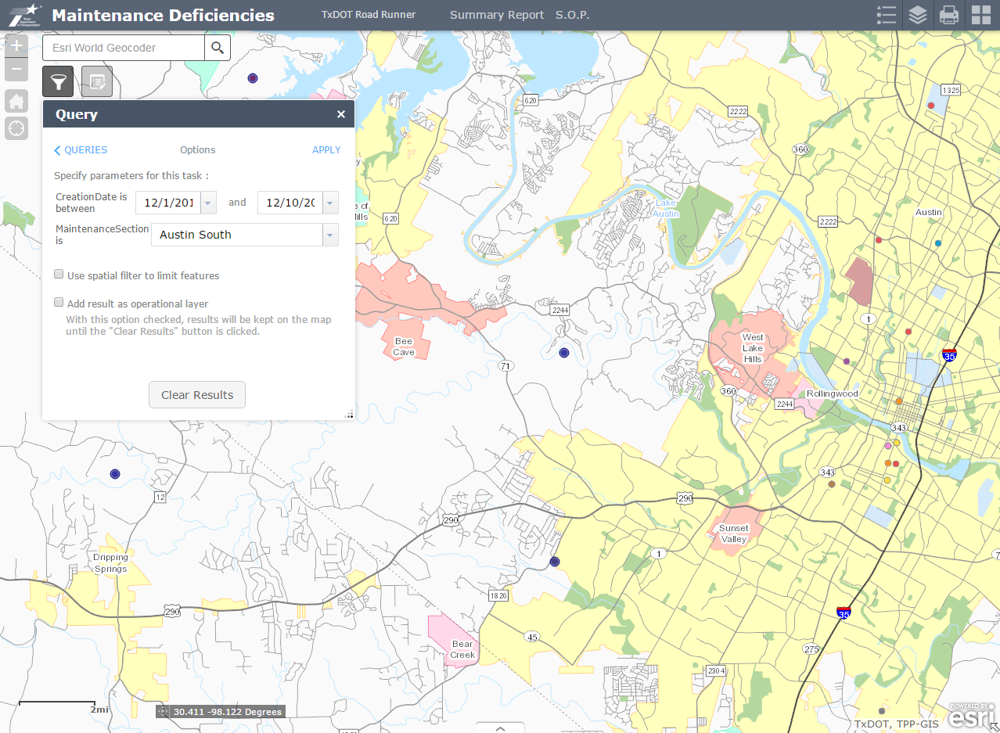 Maintenance Deficiencies
TxDOT Road Runner
Summary Report
S.O.P.
Esri World Geocoder
Query
QUERIES
Options
APPLY
Specify parameters for this task :
CreationDate is
between
12/1/201
and
12/10/20
MaintenanceSection
is
Austin South
Use spatial filter to limit features
Add result as operational layer
With this option checked, results will be kept on the map
until the "Clear Results" button is clicked.
Clear Results
620
2222
1325
360
620
Lake
Austin
2222
Austin
e of
ills
y
2244
1
Bee
Cave
West
Lake
Hills
35
71
360
2244
Rollingwood
343
343
12
290
290
Sunset
Valley
1
7
Dripping
Springs
290
1826
35
45
Bear
Creek
275
2304
2mi
30.411 -98.122 Degrees
TxDOT, TPP-GIS
POWERED BY
esri